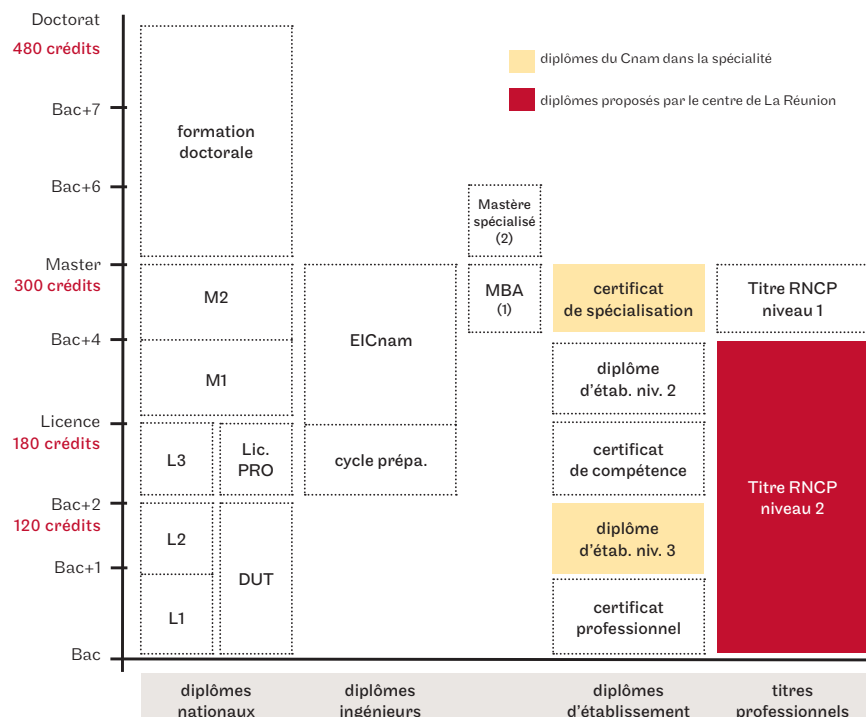 Doctorat
480 crédits
Bac+7
Bac+6
Master
300 crédits
Bac+4
Licence
180 crédits
Bac+2
120 crédits
Bac+1
Bac
diplômes du Cnam dans la spécialité
diplômes proposés par le centre de La Réunion
formation
doctorale
M2
M1
L3
Lic.
PRO
L2
L1
DUT
EICnam
cycle prépa.
Mastère
spécialisé
(2)
MBA
(1)
certificat
de spécialisation
diplôme
d'étab. niv. 2
certificat
de compétence
diplôme
d'étab. niv. 3
certificat
professionnel
Titre RNCP
niveau 1
Titre RNCP
niveau 2
diplômes
nationaux
diplômes
ingénieurs
diplômes
d'établissement
titres
professionnels